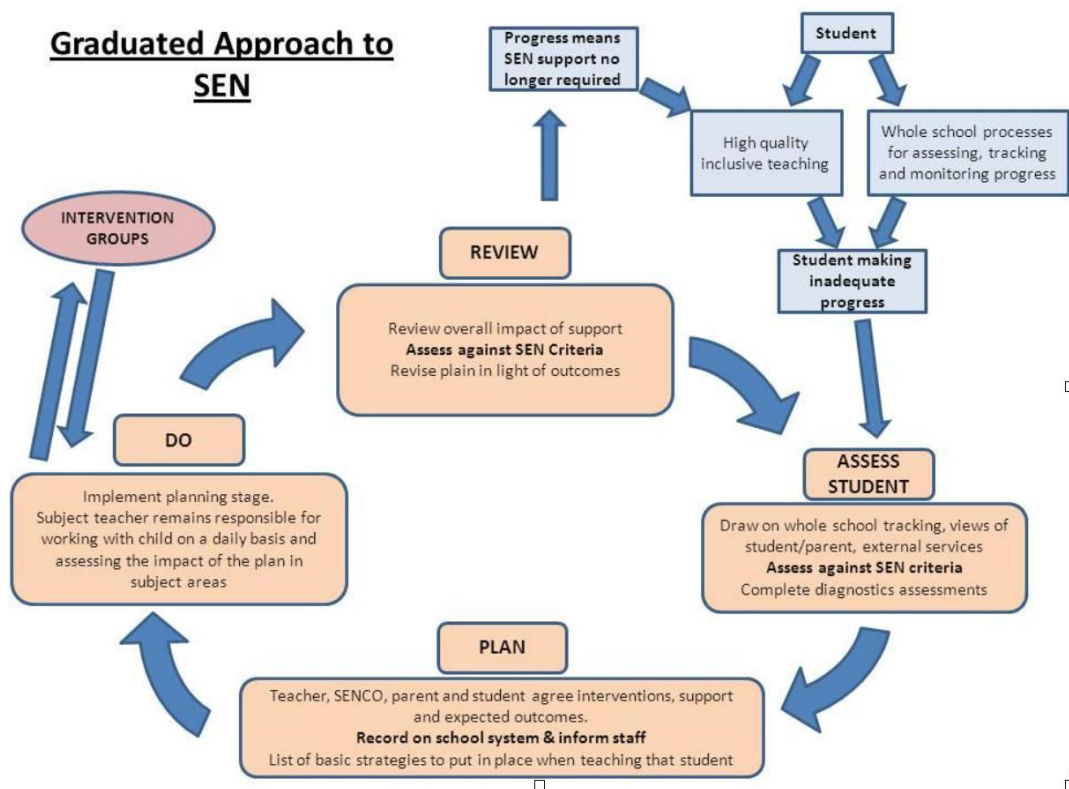 Graduated Approach to
SEN
Progress means
SEN support no
longer required
Student
High quality
inclusive teaching
Whole school processes
for assessing, tracking
and monitoring progress
Student making
inadequate
progress
INTERVENTION
GROUPS
REVIEW
Review overall impact of support
Assess against SEN Criteria
Revise plain in light of outcomes
DO
Implement planning stage.
Subject teacher remains responsible for
working with child on a daily basis and
assessing the impact of the plan in
subject areas
ASSESS
STUDENT
Draw on whole school tracking, views of
student/parent, external services
Assess against SEN criteria
Complete diagnostics assessments
PLAN
Teacher, SENCO, parent and student agree interventions, support
and expected outcomes.
Record on school system & inform staff
List of basic strategies to put in place when teaching that student